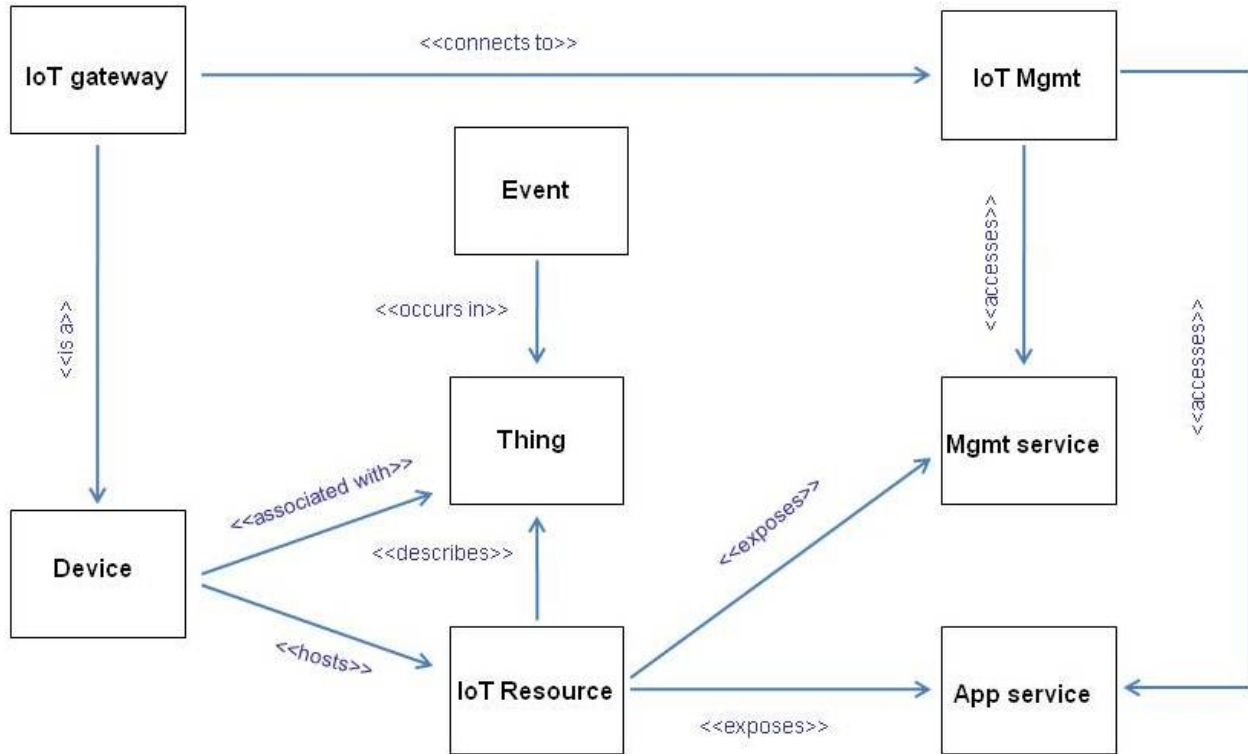 <<connects to>>
IoT gateway
IoT Mgmt
Event
<<accesses>>
<<occurs in>>
<<is a>>
<<accesses>>
Thing
Mgmt service
<<associated with>>
<<exposes>>
<<describes>>
Device
<<hosts>>
IoT Resource
App service
<<exposes>>